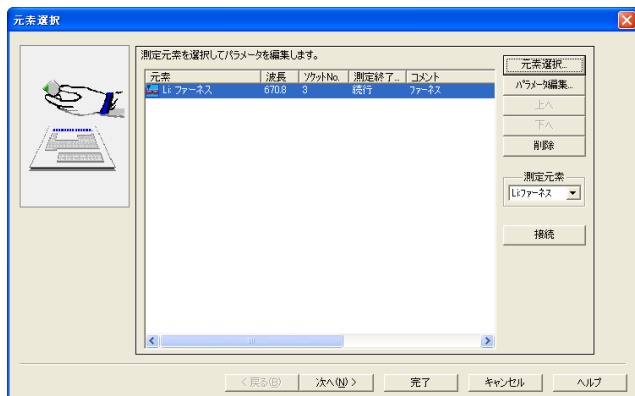 元素選択
測定元素を選択してパラメータを編集します。
元素 波長 ソケットNo. 測定終了... コメント
Li: ファーネス 670.8 3 続行 ファーネス
元素選択...
パラメータ編集...
上へ
下へ
削除
測定元素
Li:ファーネス
接続
< 戻る(B) 次へ(N) > 完了 キャンセル ヘルプ